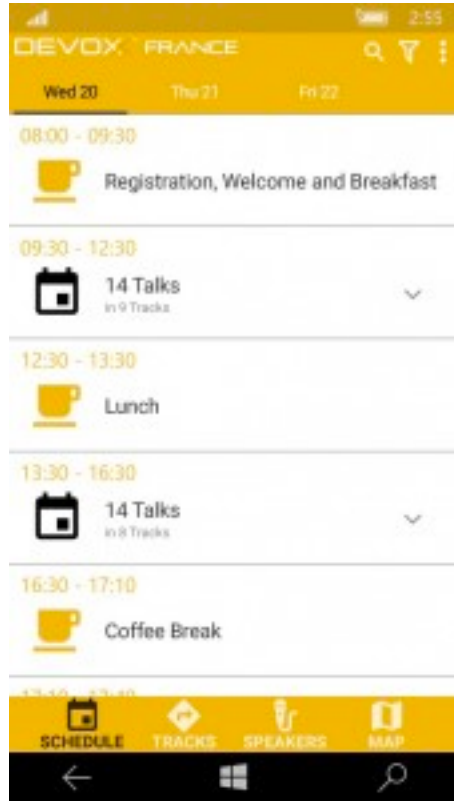 2:55
DEVOXX FRANCE
Wed 20 Thu 21 Fri 22
08:00 - 09:30
Registration, Welcome and Breakfast
09:30 - 12:30
14 Talks
in 9 Tracks
12:30 - 13:30
Lunch
13:30 - 16:30
14 Talks
in 8 Tracks
16:30 - 17:10
Coffee Break
SCHEDULE TRACKS SPEAKERS MAP